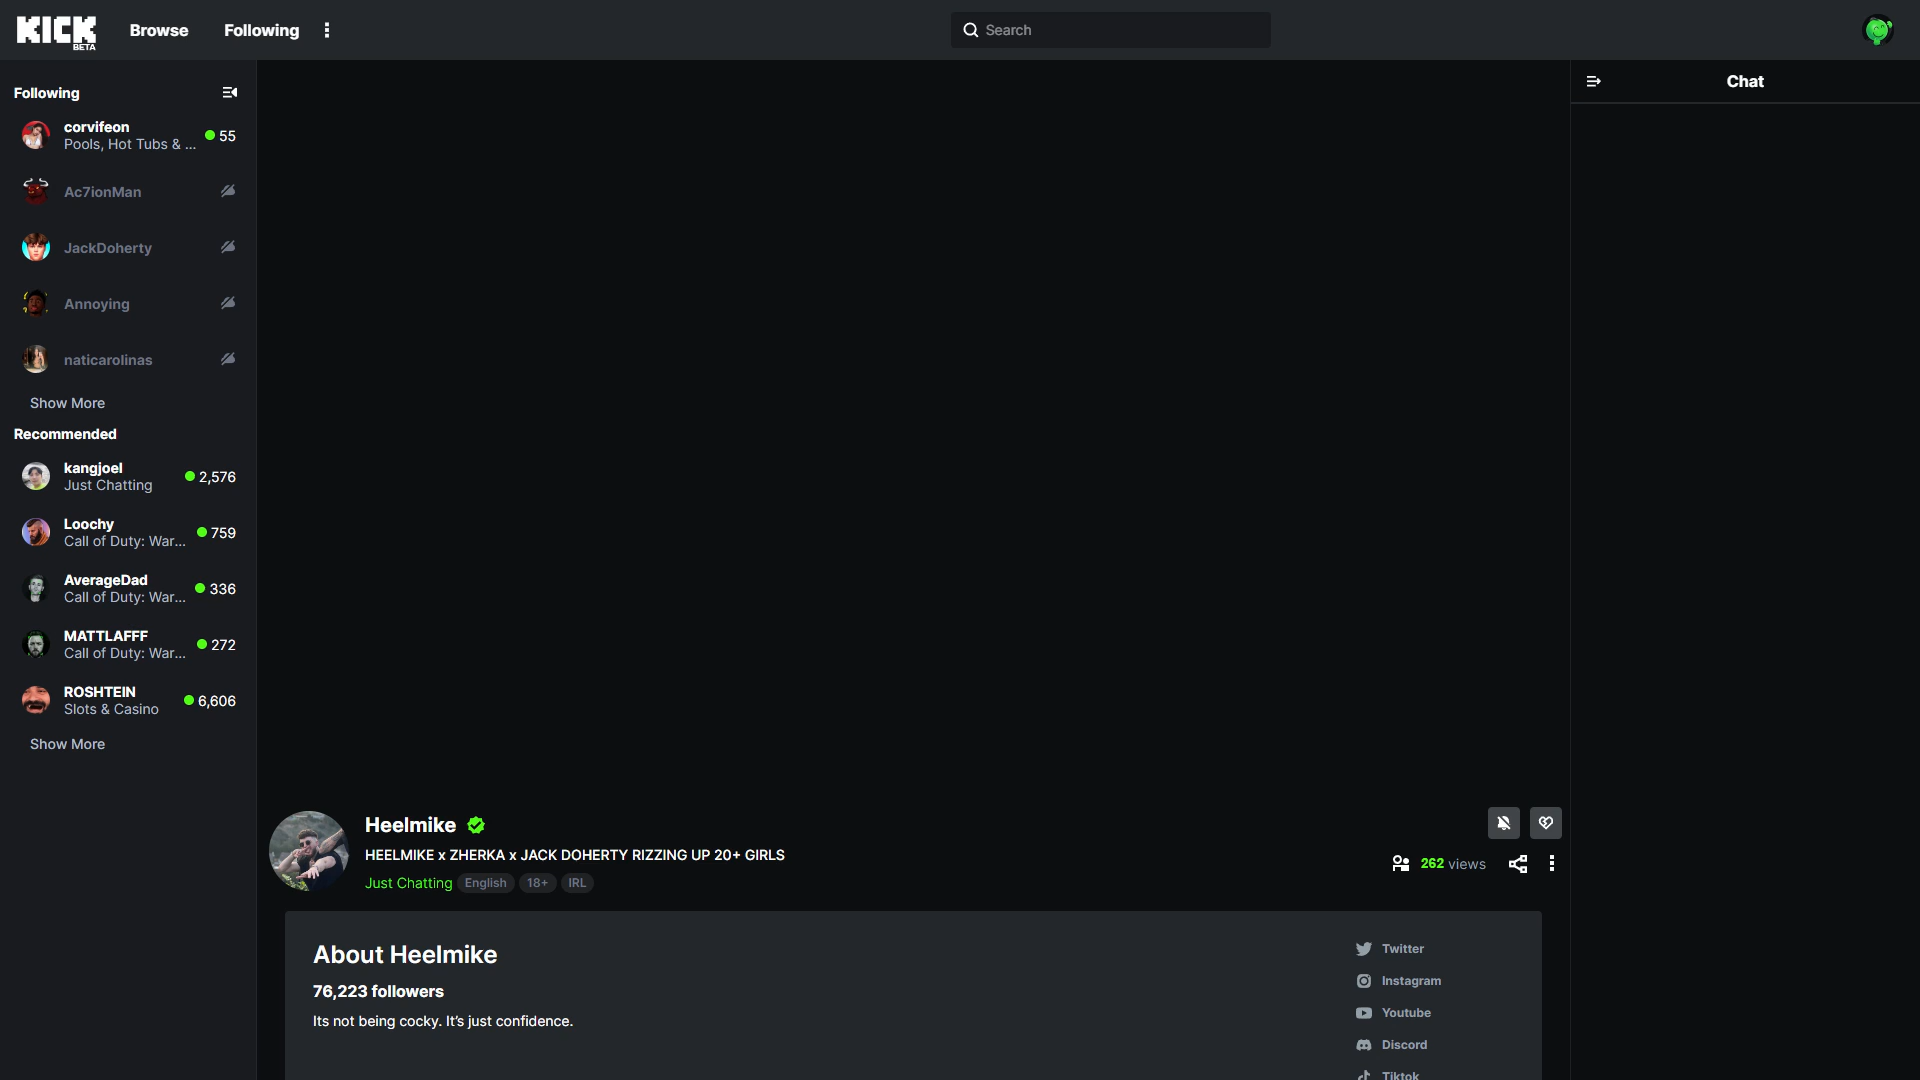 KICK
BETA
Browse
Following
Search
Following
corvifeon
Pools, Hot Tubs & ...
55
Ac7ionMan
JackDoherty
Annoying
naticarolinas
Show More
Recommended
kangjoel
Just Chatting
2,576
Loochy
Call of Duty: War...
759
AverageDad
Call of Duty: War...
336
MATTLAFFF
Call of Duty: War...
272
ROSHTEIN
Slots & Casino
6,606
Show More
Chat
Heelmike
HEELMIKE x ZHERKA x JACK DOHERTY RIZZING UP 20+ GIRLS
Just Chatting English 18+ IRL
262 views
About Heelmike
76,223 followers
Its not being cocky. It's just confidence.
Twitter
Instagram
Youtube
Discord
Tiktok